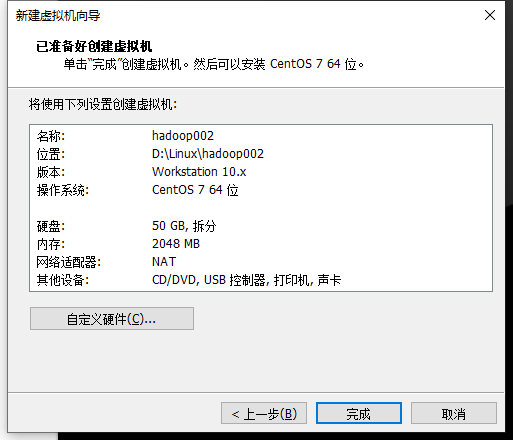 新建虚拟机向导
已准备好创建虚拟机
单击“完成”创建虚拟机。然后可以安装 CentOS 7 64 位。
将使用下列设置创建虚拟机:
名称: hadoop002
位置: D:\Linux\hadoop002
版本: Workstation 10.x
操作系统: CentOS 7 64 位
硬盘: 50 GB, 拆分
内存: 2048 MB
网络适配器: NAT
其他设备: CD/DVD, USB 控制器, 打印机, 声卡
自定义硬件(C)...
< 上一步(B) 完成 取消